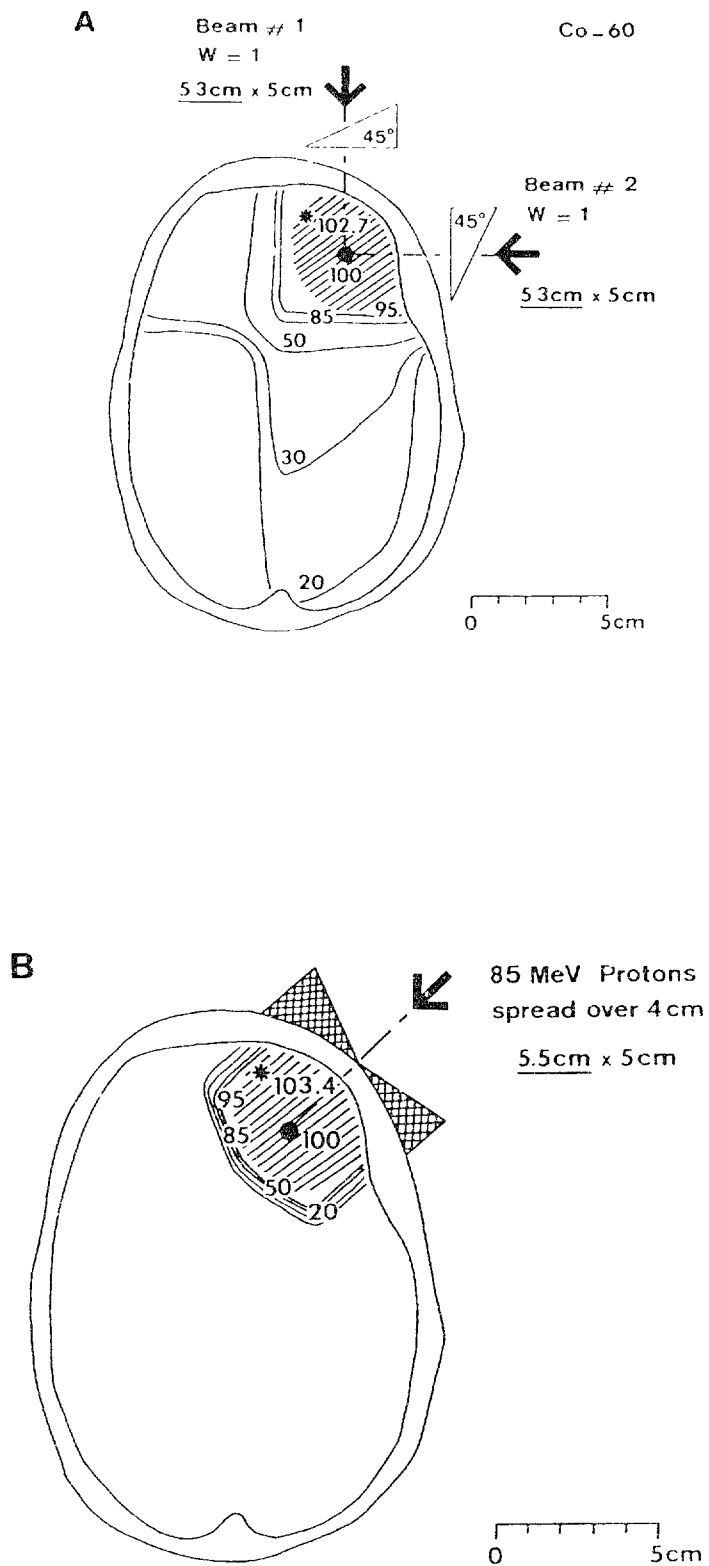 A
Beam # 1
W = 1
5.3cm x 5cm
Co-60
45°
Beam # 2
W = 1
45°
5.3cm x 5cm
102.7
100
85
95
50
30
20
0
5cm
B
85 MeV Protons
spread over 4cm
5.5cm x 5cm
103.4
95
100
85
50
20
0
5cm